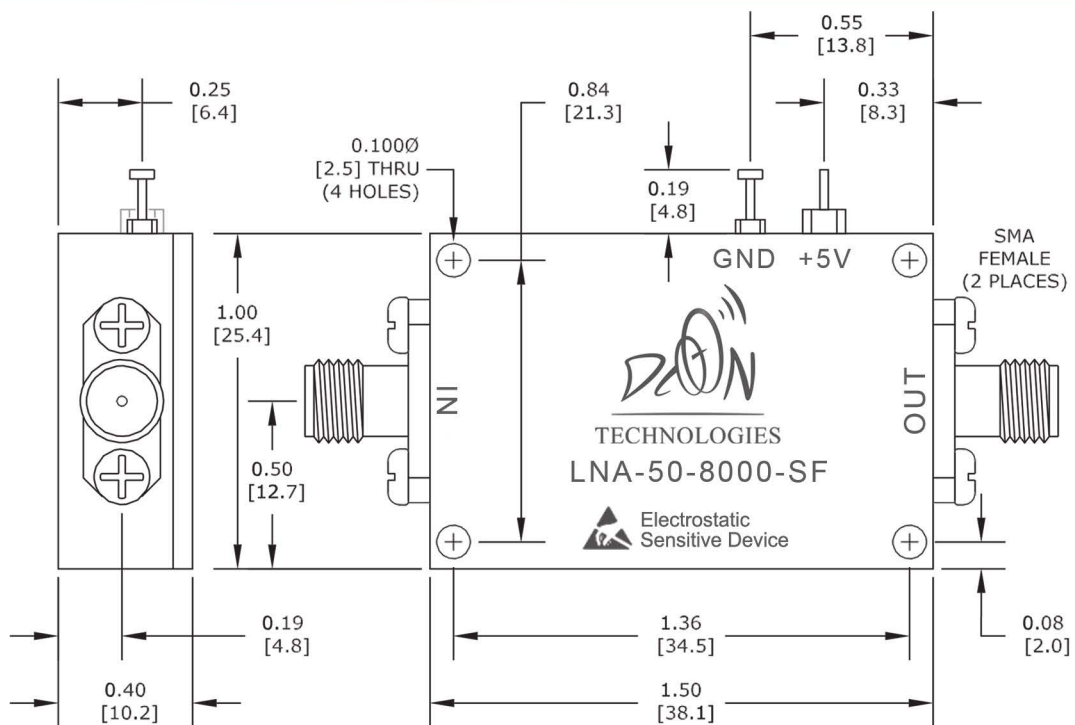 0.55
[13.8]
0.25
[6.4]
0.84
[21.3]
0.33
[8.3]
0.100Ø
[2.5] THRU
(4 HOLES)
0.19
[4.8]
SMA
FEMALE
(2 PLACES)
GND +5V
1.00
[25.4]
IN
OUT
DCON
TECHNOLOGIES
LNA-50-8000-SF
0.50
[12.7]
Electrostatic
Sensitive Device
0.19
[4.8]
1.36
[34.5]
0.08
[2.0]
0.40
[10.2]
1.50
[38.1]